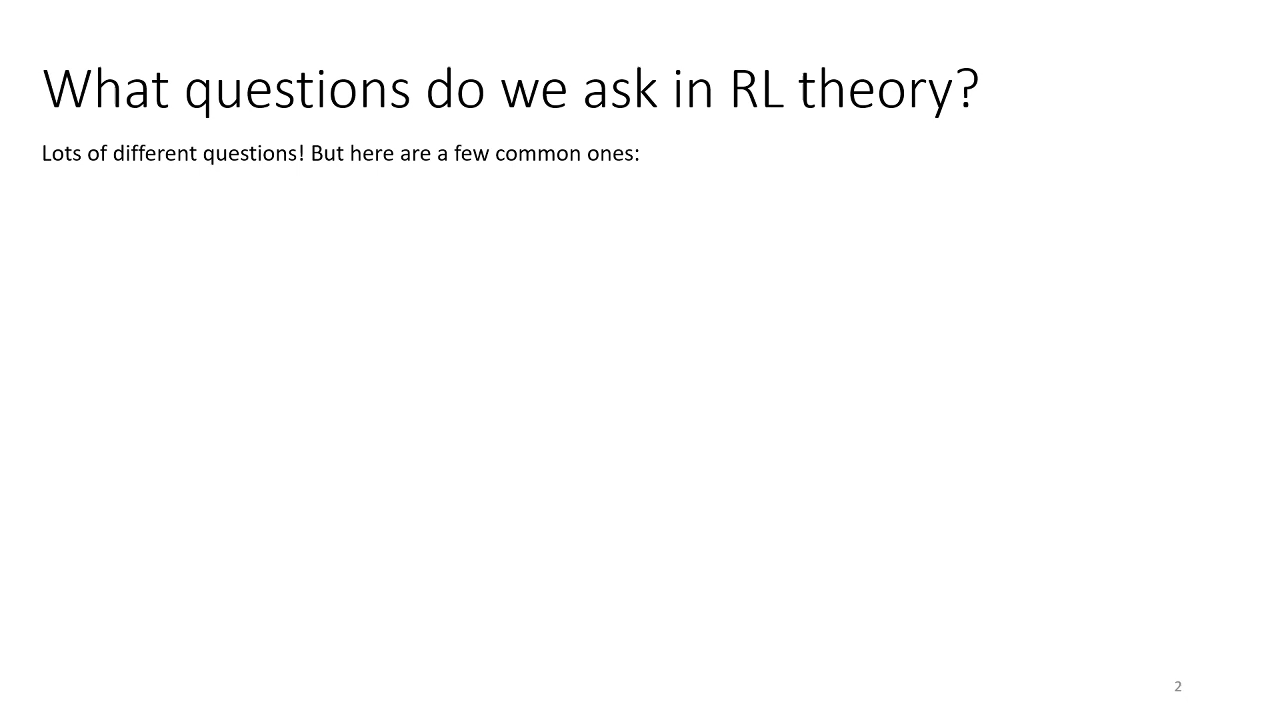 What questions do we ask in RL theory?
Lots of different questions! But here are a few common ones:
2